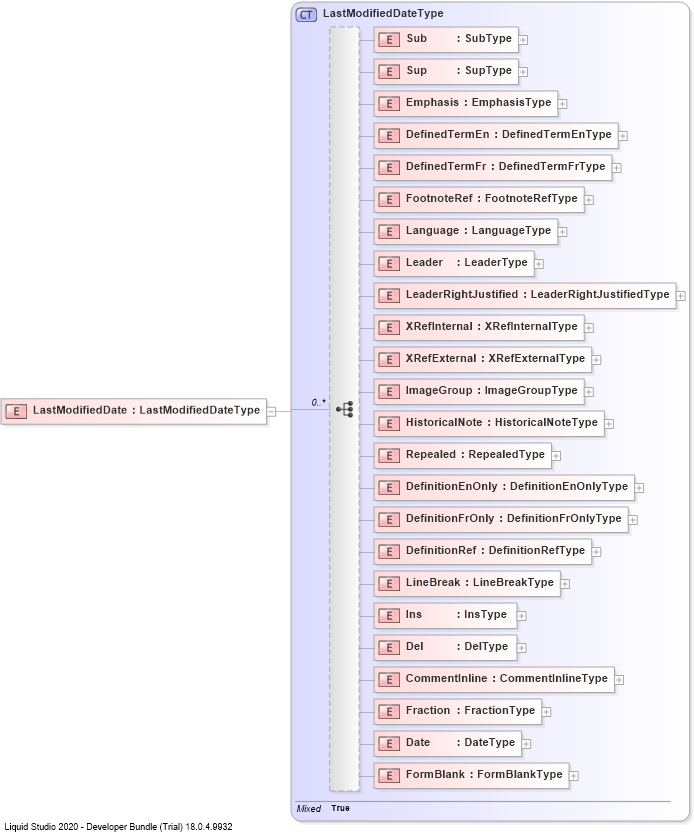 CT LastModifiedDateType
E Sub : SubType
E Sup : SupType
E Emphasis : EmphasisType
E DefinedTermEn : DefinedTermEnType
E DefinedTermFr : DefinedTermFrType
E FootnoteRef : FootnoteRefType
E Language : LanguageType
E Leader : LeaderType
E LeaderRightJustified : LeaderRightJustifiedType
E XRefInternal : XRefInternalType
E XRefExternal : XRefExternalType
E ImageGroup : ImageGroupType
E LastModifiedDate : LastModifiedDateType
0..*
E HistoricalNote : HistoricalNoteType
E Repealed : RepealedType
E DefinitionEnOnly : DefinitionEnOnlyType
E DefinitionFrOnly : DefinitionFrOnlyType
E DefinitionRef : DefinitionRefType
E LineBreak : LineBreakType
E Ins : InsType
E Del : DelType
E CommentInline : CommentInlineType
E Fraction : FractionType
E Date : DateType
E FormBlank : FormBlankType
Mixed True
Liquid Studio 2020 - Developer Bundle (Trial) 18.0.4.9932